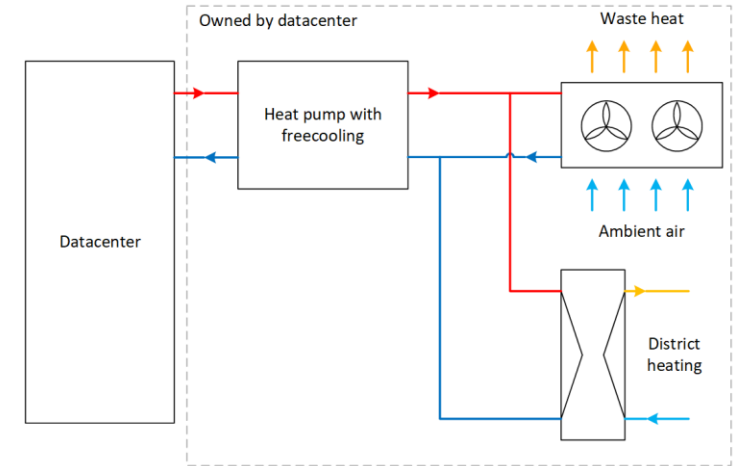 Owned by datacenter
Waste heat
Heat pump with
freecooling
Datacenter
Ambient air
District
heating